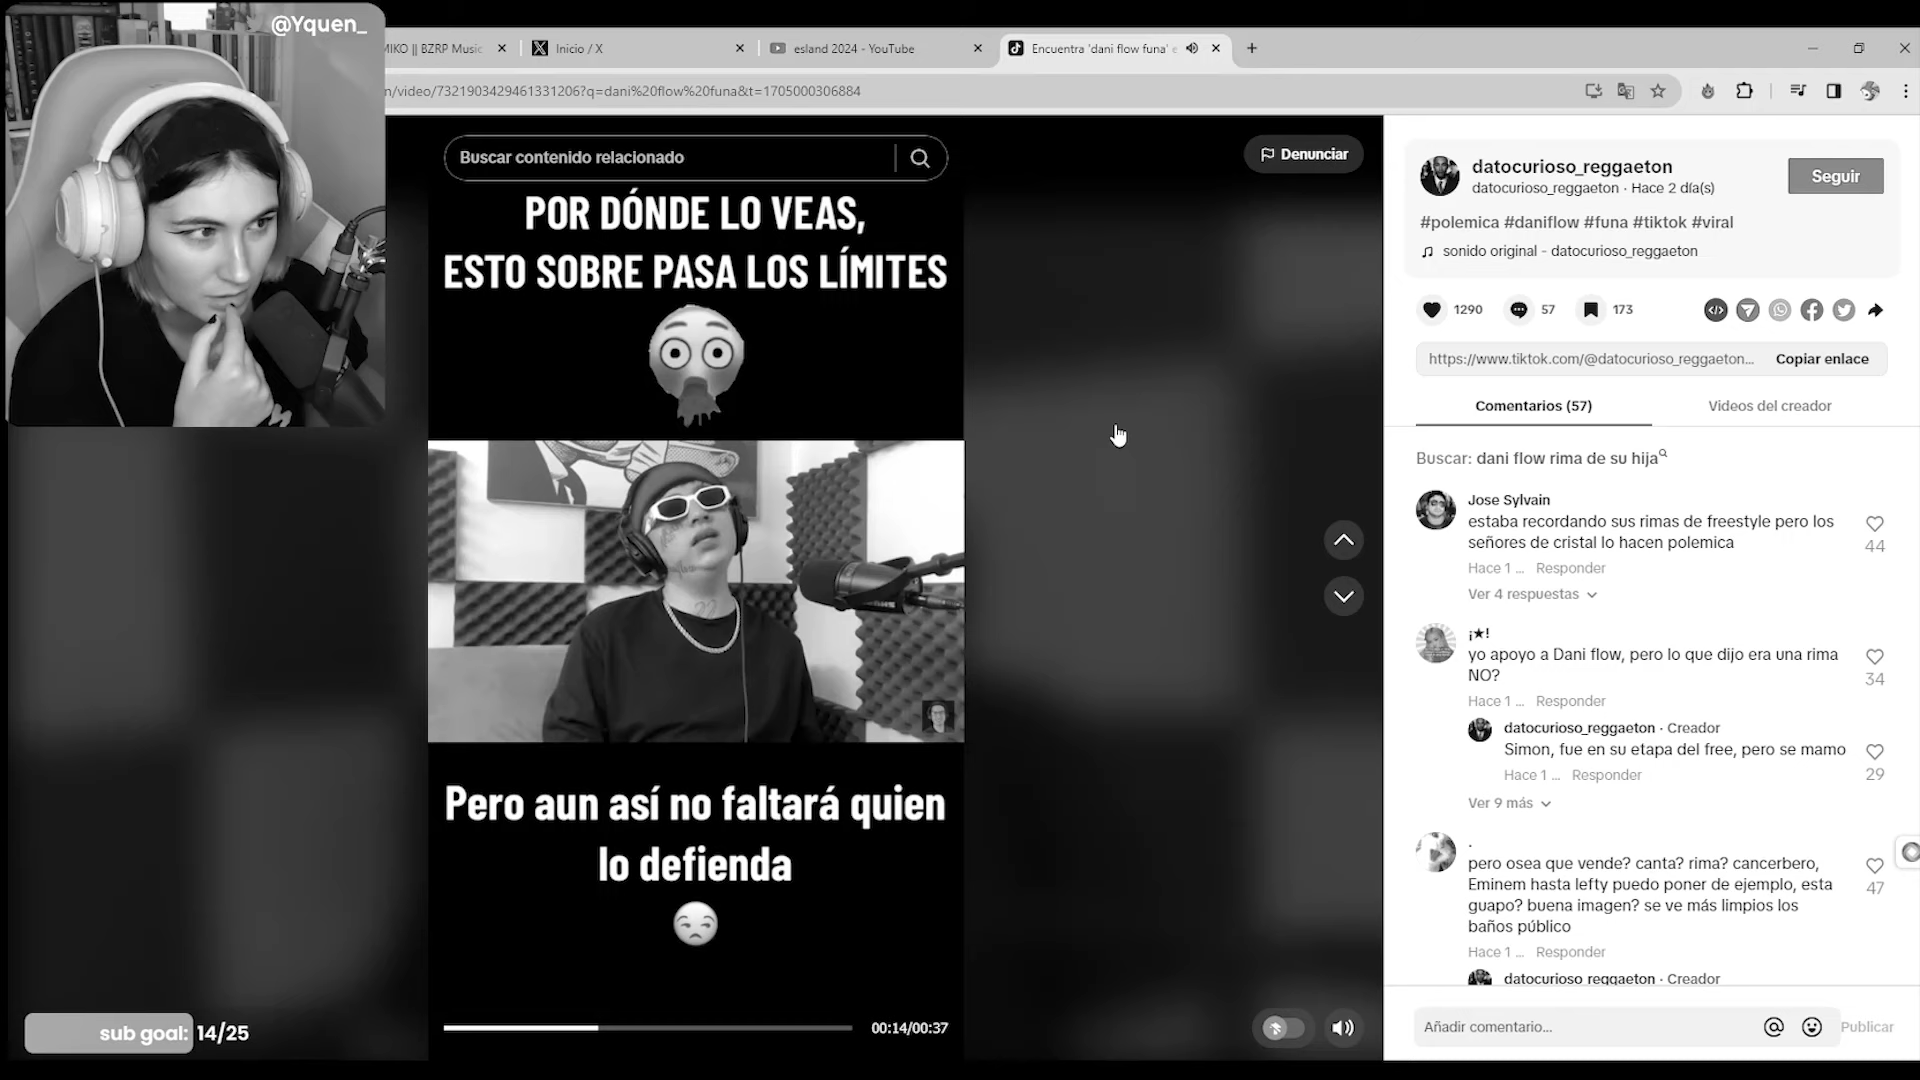 @Yquen_
MIKO || BZRP Music
Inicio / X
esland 2024 - YouTube
Encuentra 'dani flow funa' e
n/video/7321903429461331206?q=dani%20flow%20funa&t=1705000306884
Buscar contenido relacionado
Denunciar
POR DÓNDE LO VEAS,
ESTO SOBRE PASA LOS LÍMITES
Pero aun así no faltará quien
lo defienda
00:14/00:37
sub goal: 14/25
datocurioso_reggaeton
datocurioso_reggaeton · Hace 2 día(s)
Seguir
#polemica #daniflow #funa #tiktok #viral
sonido original - datocurioso_reggaeton
1290
57
173
https://www.tiktok.com/@datocurioso_reggaeton...
Copiar enlace
Comentarios (57)
Videos del creador
Buscar: dani flow rima de su hija
Jose Sylvain
estaba recordando sus rimas de freestyle pero los
señores de cristal lo hacen polemica
44
Hace 1 ... Responder
Ver 4 respuestas
¡★!
yo apoyo a Dani flow, pero lo que dijo era una rima
NO?
34
Hace 1 ... Responder
datocurioso_reggaeton · Creador
Simon, fue en su etapa del free, pero se mamo
29
Hace 1 ... Responder
Ver 9 más
.
pero osea que vende? canta? rima? cancerbero,
Eminem hasta lefty puedo poner de ejemplo, esta
guapo? buena imagen? se ve más limpios los
baños público
47
Hace 1 ... Responder
datocurioso_reggaeton · Creador
Añadir comentario...
Publicar